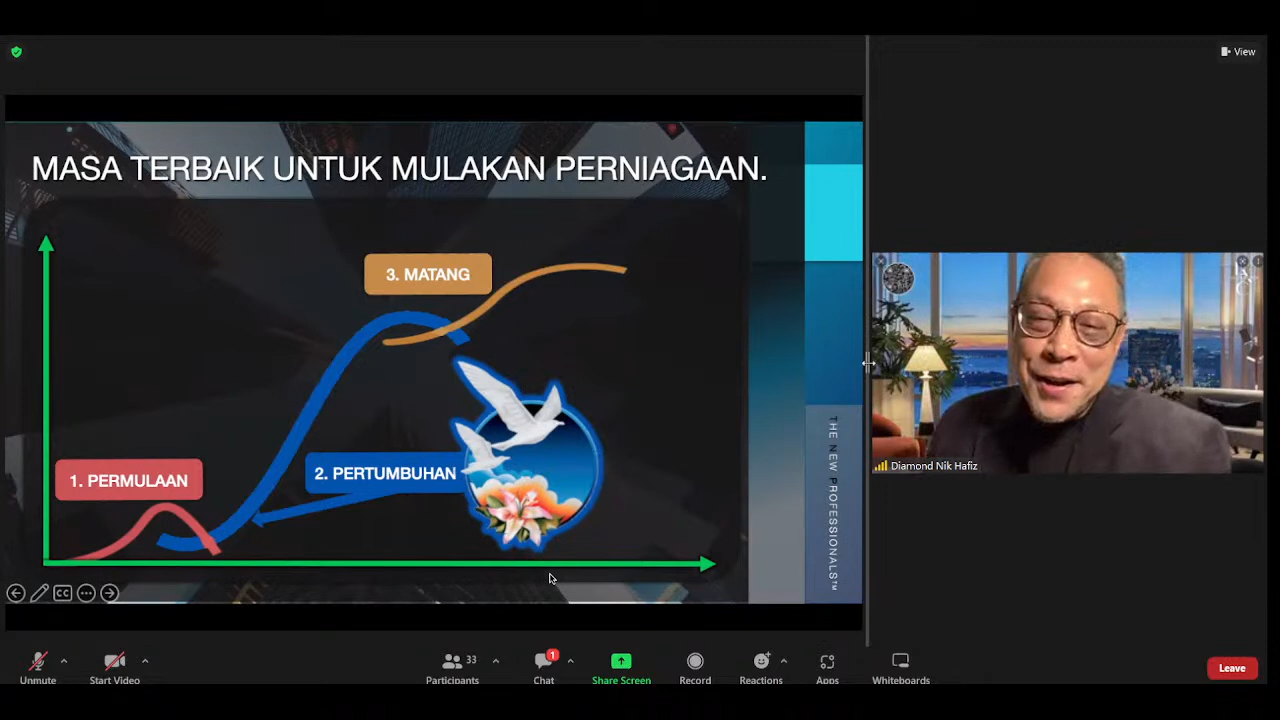 View
MASA TERBAIK UNTUK MULAKAN PERNIAGAAN.
3. MATANG
1. PERMULAAN
2. PERTUMBUHAN
THE NEW PROFESSIONALS™
Diamond Nik Hafiz
CC
33
1
Unmute
Start Video
Participants
Chat
Share Screen
Record
Reactions
Apps
Whiteboards
Leave